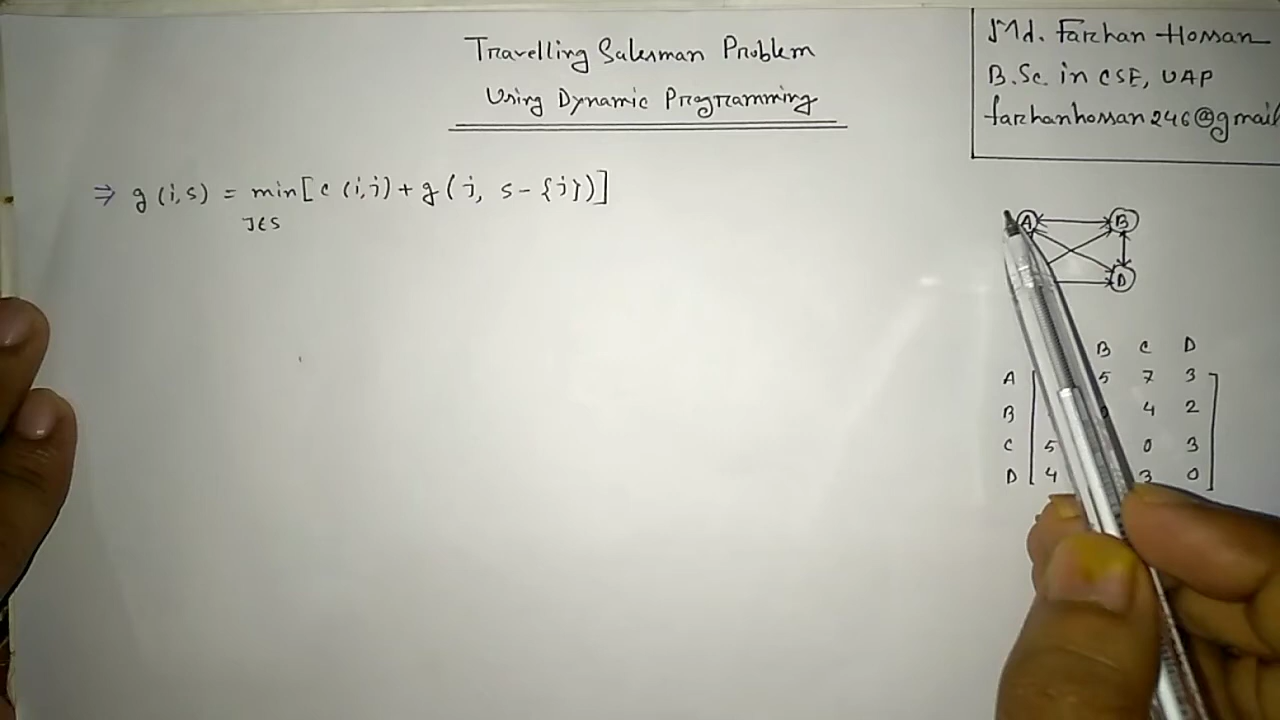 Travelling Salesman Problem
Using Dynamic Programming
Md. Farhan Hossan
B.Sc. in CSE, UAP
farhanhossan246@gmail
⇒ g(i,s) = min[c(i,j)+g(j, s-{j})]
J∈S
A B
D
B C D
A 5 7 3
B 4 2
C 5 0 3
D 4 3 0